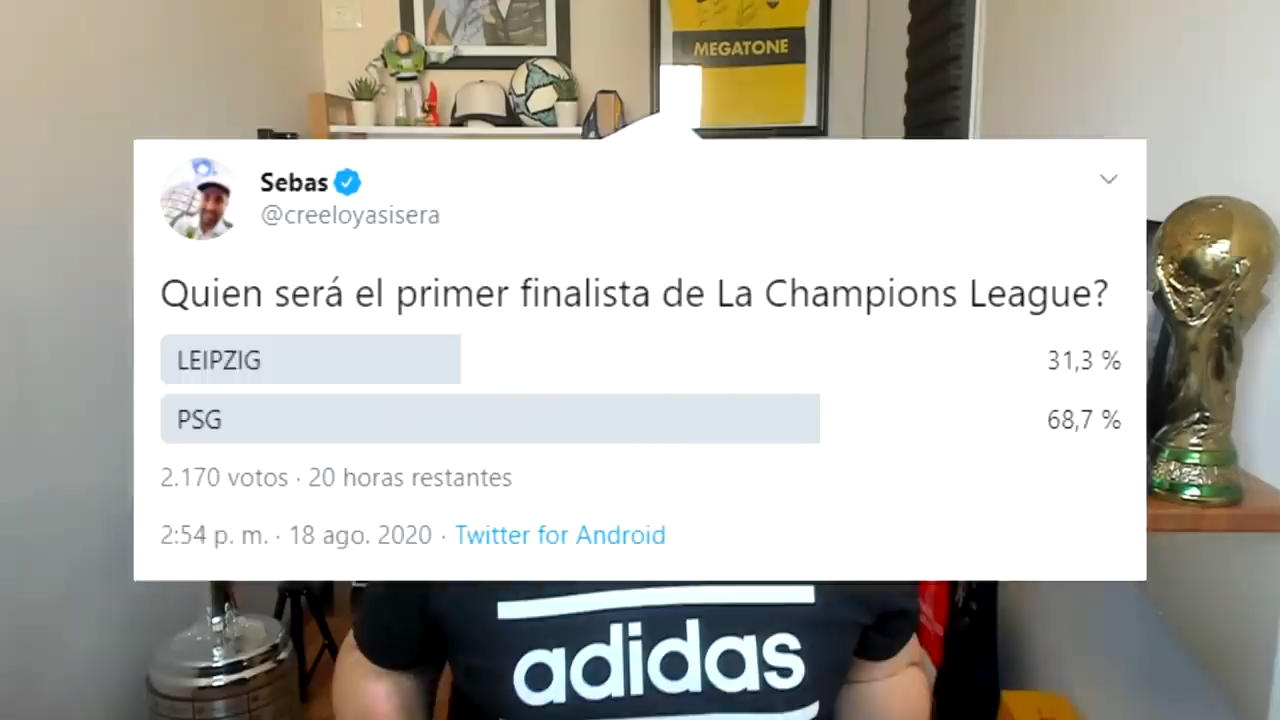 MEGATONE
Sebas
@creeloyasisera
Quien será el primer finalista de La Champions League?
LEIPZIG 31,3 %
PSG 68,7 %
2.170 votos · 20 horas restantes
2:54 p. m. · 18 ago. 2020 · Twitter for Android
adidas